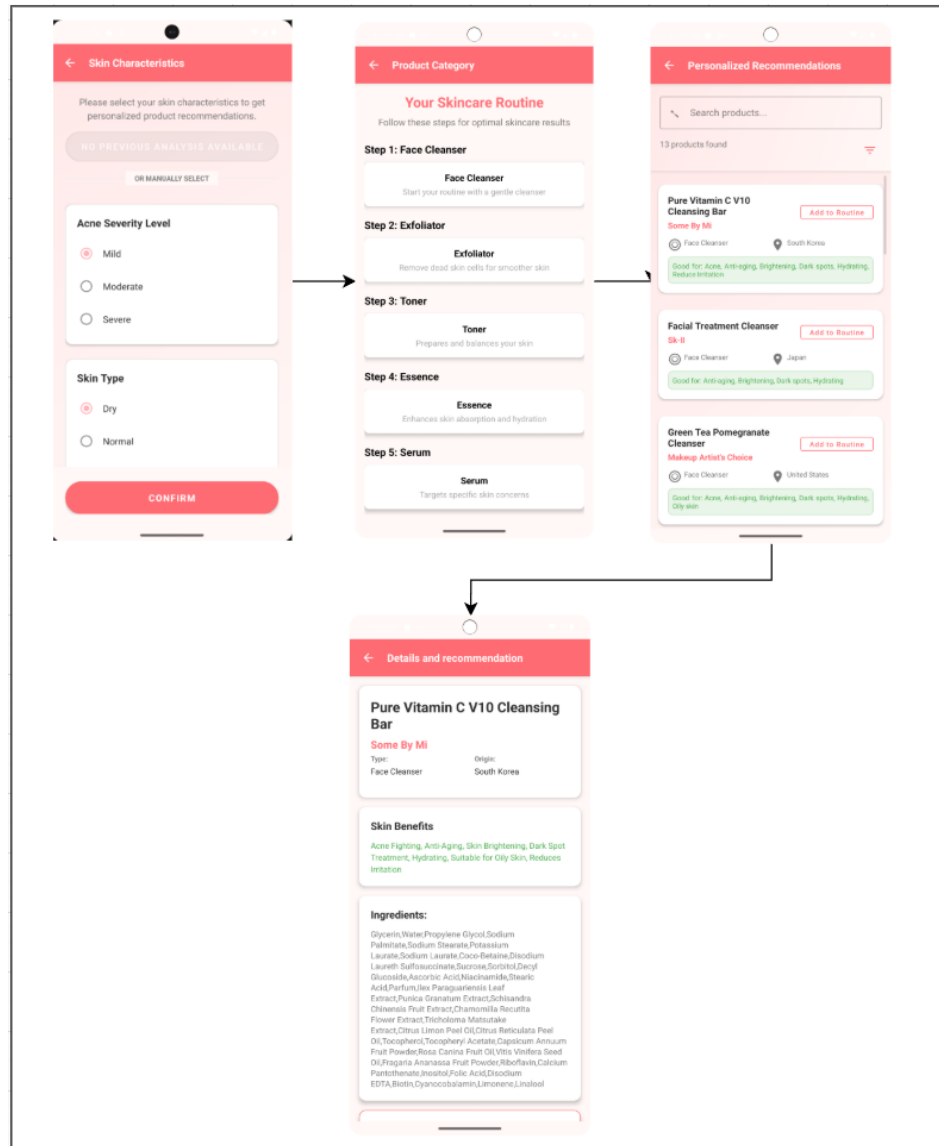 Skin Characteristics
Please select your skin characteristics to get
personalized product recommendations.
NO PREVIOUS ANALYSIS AVAILABLE
OR MANUALLY SELECT
Acne Severity Level
Mild
Moderate
Severe
Skin Type
Dry
Normal
CONFIRM
Product Category
Your Skincare Routine
Follow these steps for optimal skincare results
Step 1: Face Cleanser
Face Cleanser
Start your routine with a gentle cleanser
Step 2: Exfoliator
Exfoliator
Remove dead skin cells for smoother skin
Step 3: Toner
Toner
Prepares and balances your skin
Step 4: Essence
Essence
Enhances skin absorption and hydration
Step 5: Serum
Serum
Targets specific skin concerns
Personalized Recommendations
Search products...
13 products found
Pure Vitamin C V10
Cleansing Bar
Add to Routine
Some By Mi
Face Cleanser
South Korea
Good for: Acne, Anti-aging, Brightening, Dark spots, Hydrating,
Reduce Irritation
Facial Treatment Cleanser
Add to Routine
Sk-II
Face Cleanser
Japan
Good for: Anti-aging, Brightening, Dark spots, Hydrating
Green Tea Pomegranate
Cleanser
Add to Routine
Makeup Artist's Choice
Face Cleanser
United States
Good for: Acne, Anti-aging, Brightening, Dark spots, Hydrating,
Oily skin
Details and recommendation
Pure Vitamin C V10 Cleansing
Bar
Some By Mi
Type:
Origin:
Face Cleanser
South Korea
Skin Benefits
Acne Fighting, Anti-Aging, Skin Brightening, Dark Spot
Treatment, Hydrating, Suitable for Oily Skin, Reduces
Irritation
Ingredients:
Glycerin,Water,Propylene Glycol,Sodium
Palmitate,Sodium Stearate,Potassium
Laurate,Sodium Laurate,Coco-Betaine,Disodium
Laureth Sulfosuccinate,Sucrose,Sorbitol,Decyl
Glucoside,Ascorbic Acid,Niacinamide,Stearic
Acid,Parfum,Ilex Paraguariensis Leaf
Extract,Punica Granatum Extract,Schisandra
Chinensis Fruit Extract,Chamomilla Recutita
Flower Extract,Tricholoma Matsutake
Extract,Citrus Limon Peel Oil,Citrus Reticulata Peel
Oil,Tocopherol,Tocopheryl Acetate,Capsicum Annuum
Fruit Powder,Rosa Canina Fruit Oil,Vitis Vinifera Seed
Oil,Fragaria Ananassa Fruit Powder,Riboflavin,Calcium
Pantothenate,Inositol,Folic Acid,Disodium
EDTA,Biotin,Cyanocobalamin,Limonene,Linalool